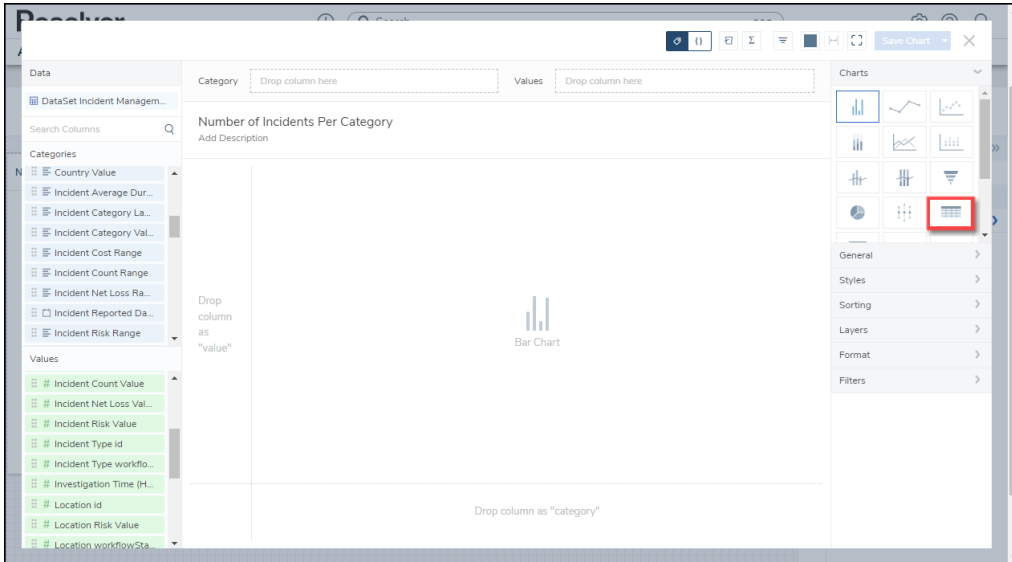 Resolver
Search
Save Chart
Data
Category
Drop column here
Values
Drop column here
Charts
DataSet Incident Managem...
Search Columns
Number of Incidents Per Category
Add Description
Categories
Country Value
Incident Average Dur...
Incident Category La...
Incident Category Val...
Incident Cost Range
Incident Count Range
Incident Net Loss Ra...
Incident Reported Da...
Incident Risk Range
Values
# Incident Count Value
# Incident Net Loss Val...
# Incident Risk Value
# Incident Type id
# Incident Type workflo...
# Investigation Time (H...
# Location id
# Location Risk Value
# Location workflowSta...
Drop
column
as
"value"
Bar Chart
Drop column as "category"
General
Styles
Sorting
Layers
Format
Filters